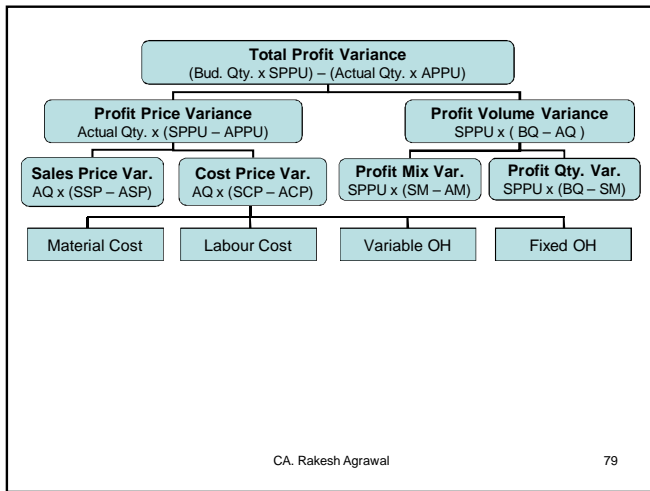 Total Profit Variance
(Bud. Qty. x SPPU) – (Actual Qty. x APPU)
Profit Price Variance
Actual Qty. x (SPPU – APPU)
Profit Volume Variance
SPPU x ( BQ – AQ )
Sales Price Var.
AQ x (SSP – ASP)
Cost Price Var.
AQ x (SCP – ACP)
Profit Mix Var.
SPPU x (SM – AM)
Profit Qty. Var.
SPPU x (BQ – SM)
Material Cost
Labour Cost
Variable OH
Fixed OH
CA. Rakesh Agrawal
79